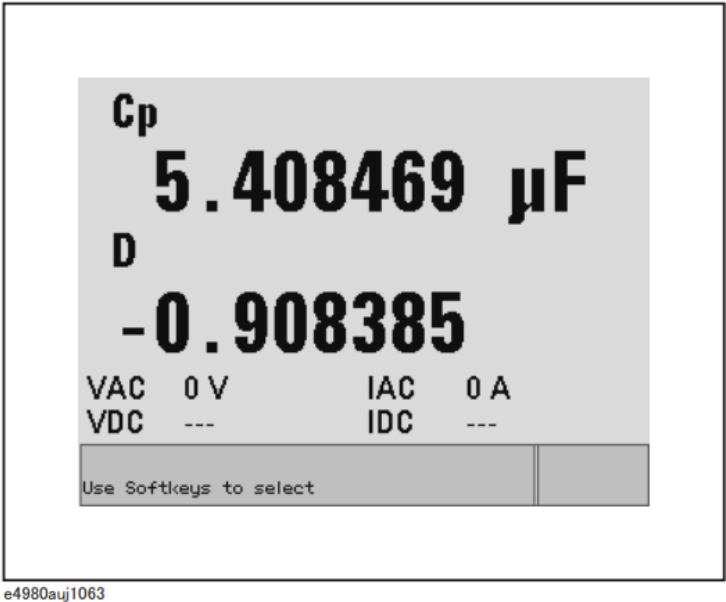 Cp
5.408469 µF
D
-0.908385
VAC 0 V IAC 0 A
VDC --- IDC ---
Use Softkeys to select
e4980auj1063